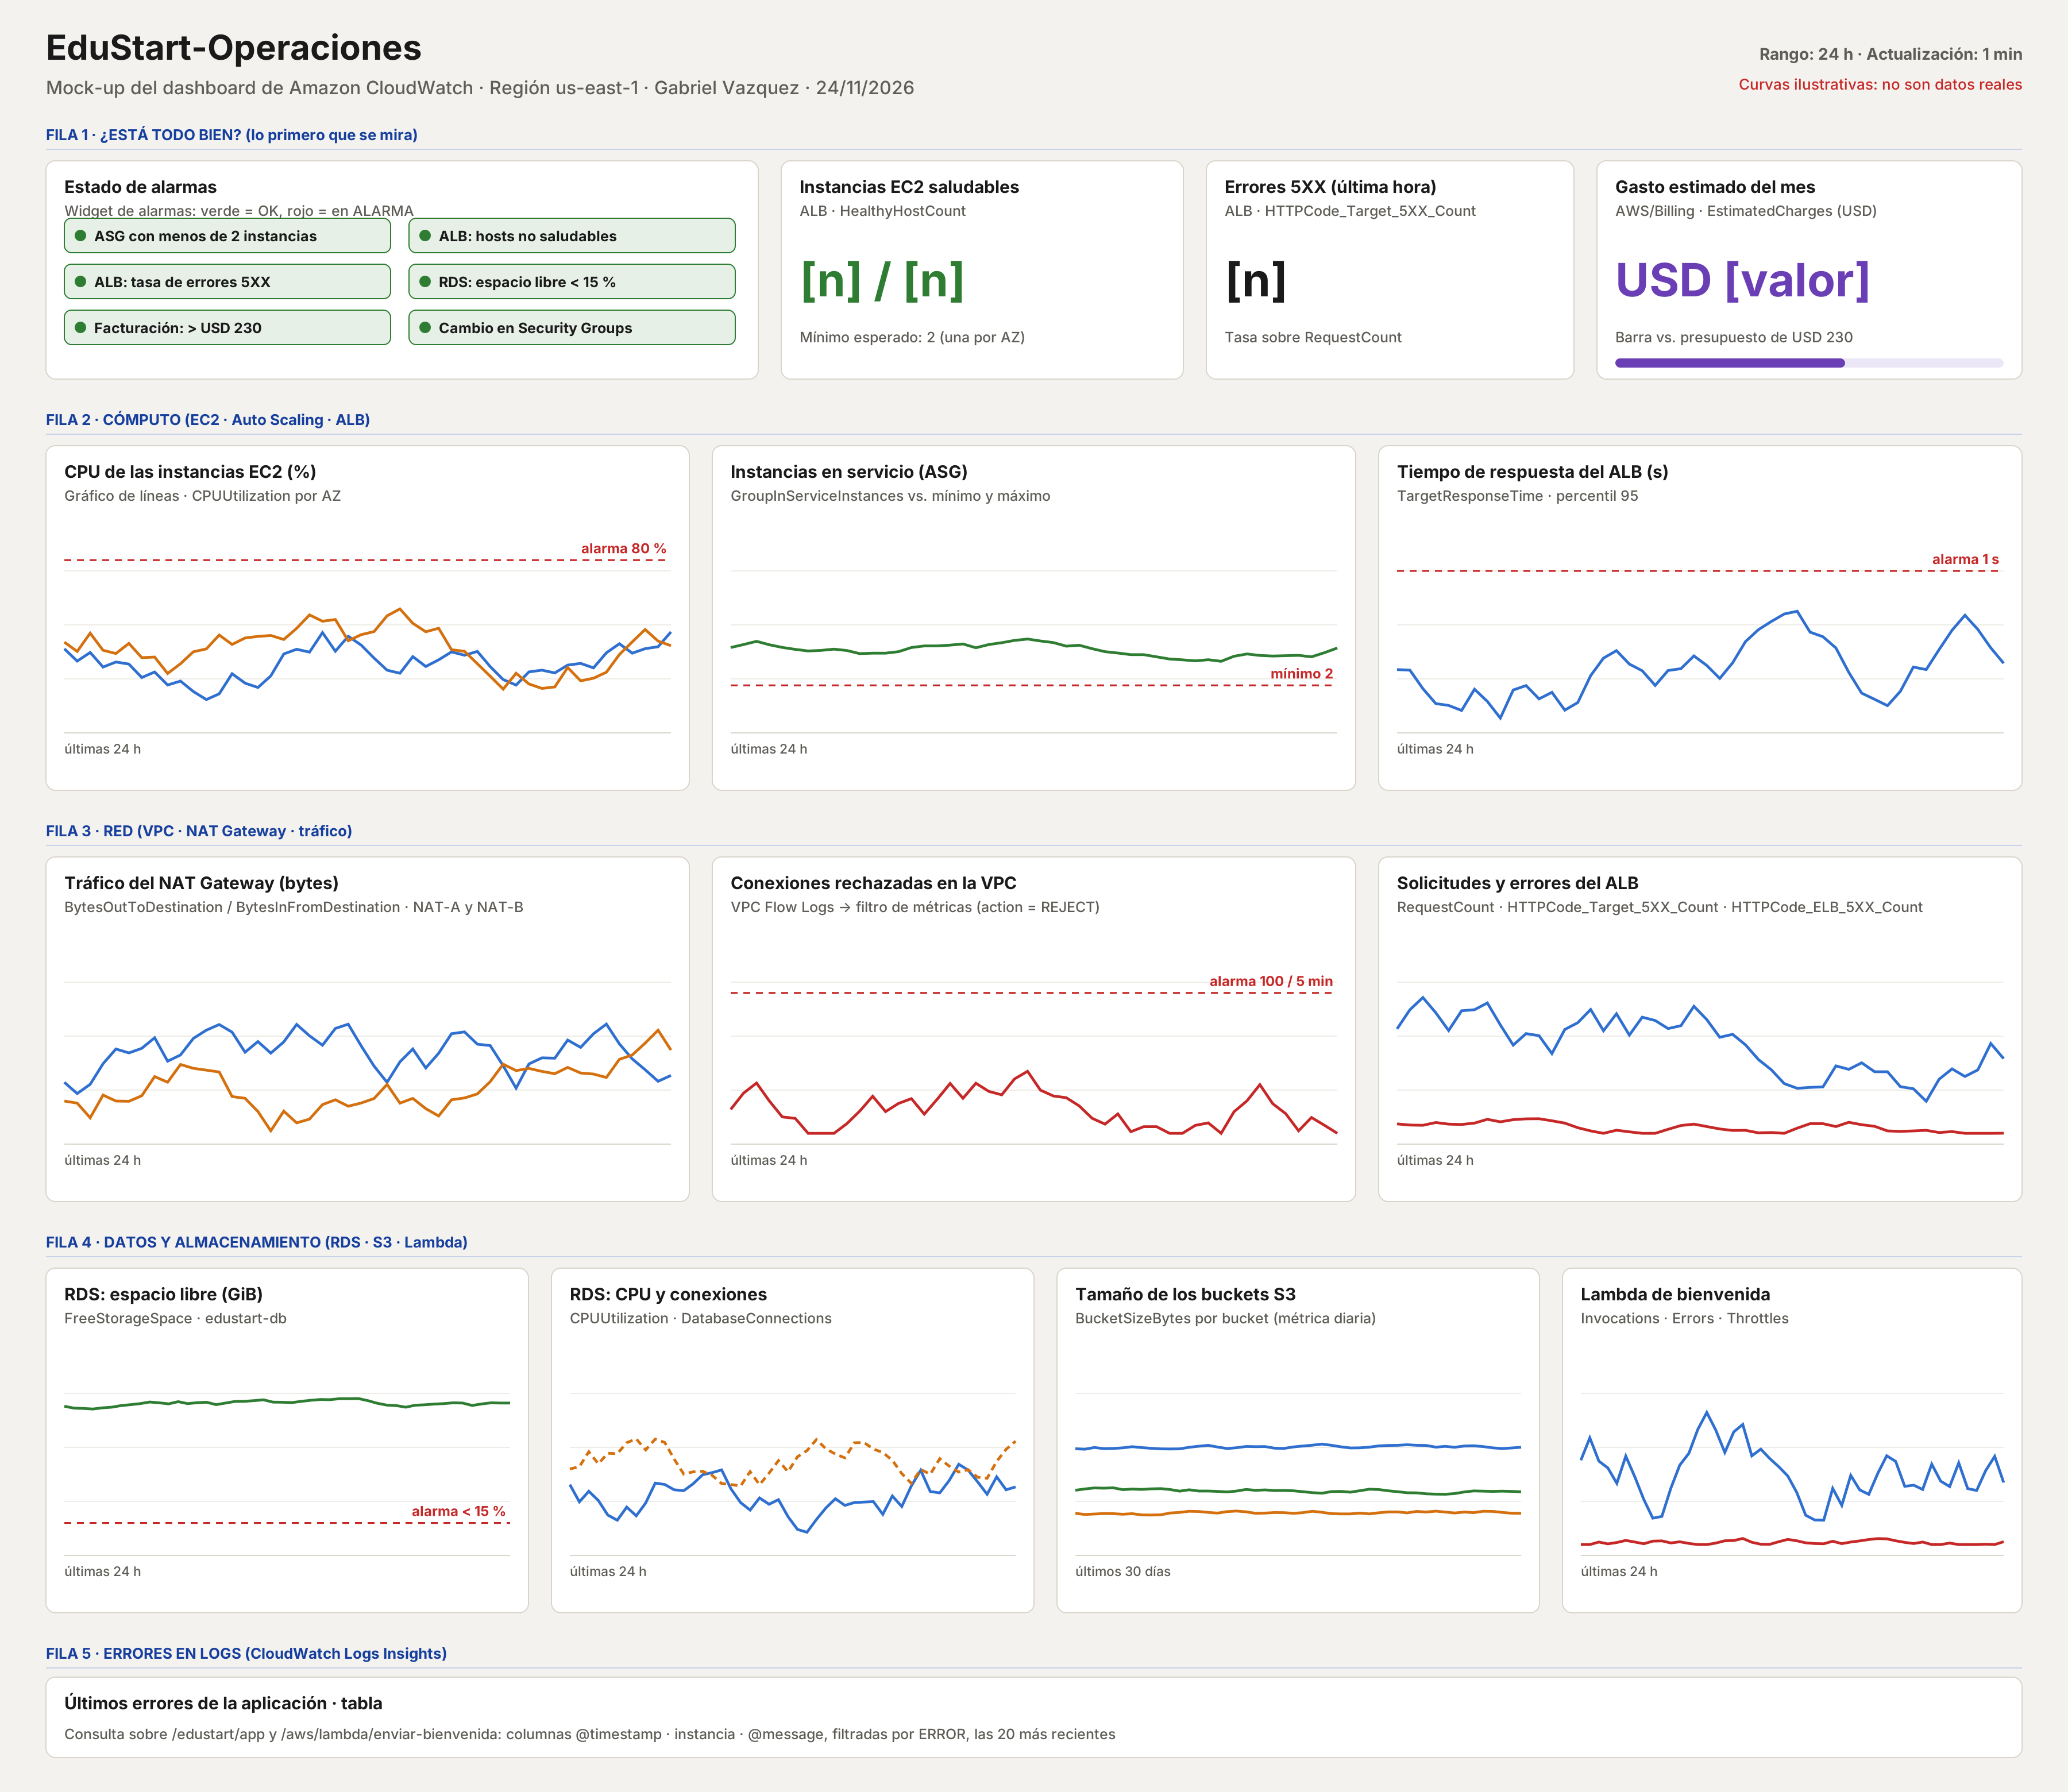 EduStart-Operaciones
Mock-up del dashboard de Amazon CloudWatch · Región us-east-1 · Gabriel Vazquez · 24/11/2026
Rango: 24 h · Actualización: 1 min
Curvas ilustrativas: no son datos reales
FILA 1 · ¿ESTÁ TODO BIEN? (lo primero que se mira)
Estado de alarmas
Widget de alarmas: verde = OK, rojo = en ALARMA
ASG con menos de 2 instancias
ALB: hosts no saludables
ALB: tasa de errores 5XX
RDS: espacio libre < 15 %
Facturación: > USD 230
Cambio en Security Groups
Instancias EC2 saludables
ALB · HealthyHostCount
[n] / [n]
Mínimo esperado: 2 (una por AZ)
Errores 5XX (última hora)
ALB · HTTPCode_Target_5XX_Count
[n]
Tasa sobre RequestCount
Gasto estimado del mes
AWS/Billing · EstimatedCharges (USD)
USD [valor]
Barra vs. presupuesto de USD 230
FILA 2 · CÓMPUTO (EC2 · Auto Scaling · ALB)
CPU de las instancias EC2 (%)
Gráfico de líneas · CPUUtilization por AZ
alarma 80 %
últimas 24 h
Instancias en servicio (ASG)
GroupInServiceInstances vs. mínimo y máximo
mínimo 2
últimas 24 h
Tiempo de respuesta del ALB (s)
TargetResponseTime · percentil 95
alarma 1 s
últimas 24 h
FILA 3 · RED (VPC · NAT Gateway · tráfico)
Tráfico del NAT Gateway (bytes)
BytesOutToDestination / BytesInFromDestination · NAT-A y NAT-B
últimas 24 h
Conexiones rechazadas en la VPC
VPC Flow Logs → filtro de métricas (action = REJECT)
alarma 100 / 5 min
últimas 24 h
Solicitudes y errores del ALB
RequestCount · HTTPCode_Target_5XX_Count · HTTPCode_ELB_5XX_Count
últimas 24 h
FILA 4 · DATOS Y ALMACENAMIENTO (RDS · S3 · Lambda)
RDS: espacio libre (GiB)
FreeStorageSpace · edustart-db
alarma < 15 %
últimas 24 h
RDS: CPU y conexiones
CPUUtilization · DatabaseConnections
últimas 24 h
Tamaño de los buckets S3
BucketSizeBytes por bucket (métrica diaria)
últimos 30 días
Lambda de bienvenida
Invocations · Errors · Throttles
últimas 24 h
FILA 5 · ERRORES EN LOGS (CloudWatch Logs Insights)
Últimos errores de la aplicación · tabla
Consulta sobre /edustart/app y /aws/lambda/enviar-bienvenida: columnas @timestamp · instancia · @message, filtradas por ERROR, las 20 más recientes